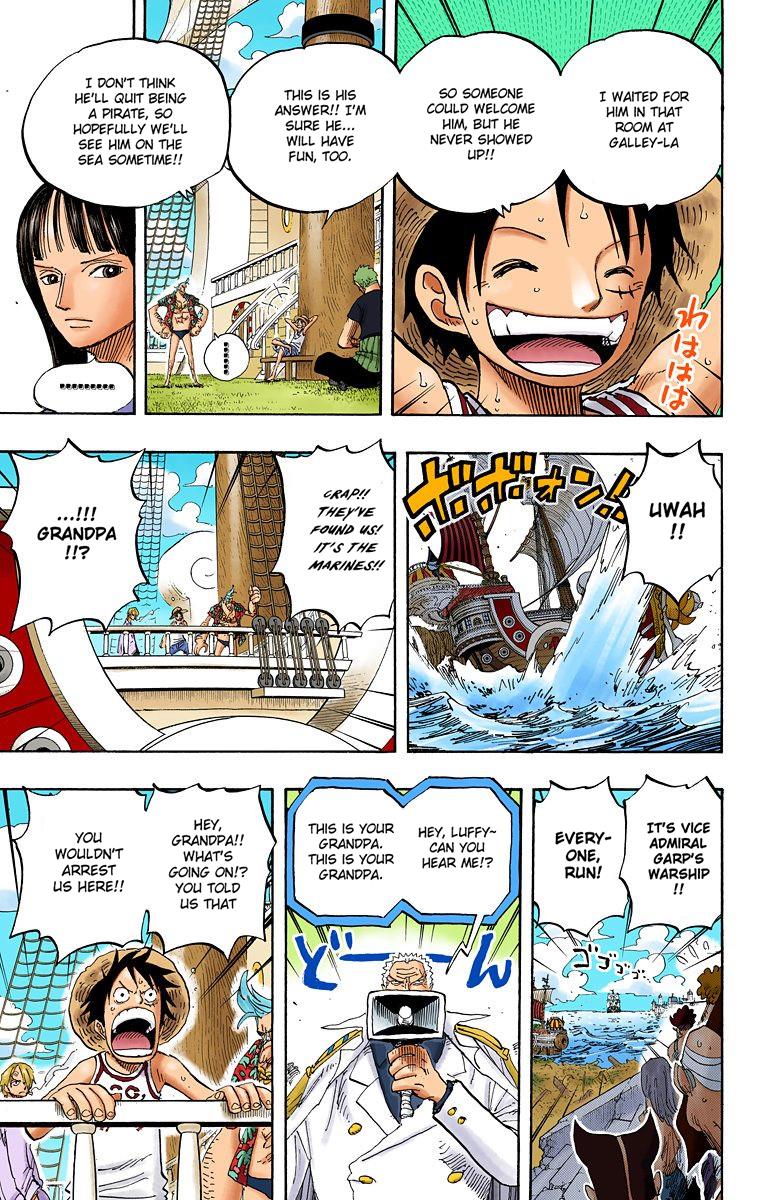 I WAITED FOR
HIM IN THAT
ROOM AT
GALLEY-LA
SO SOMEONE
COULD WELCOME
HIM, BUT HE
NEVER SHOWED
UP!!
わはははは
THIS IS HIS
ANSWER!! I'M
SURE HE...
WILL HAVE
FUN, TOO.
......
I DON'T THINK
HE'LL QUIT BEING
A PIRATE, SO
HOPEFULLY WE'LL
SEE HIM ON THE
SEA SOMETIME!!
..........
UWAH
!!
ボボォン!!
CRAP!!
THEY'VE
FOUND US!
IT'S THE
MARINES!!
...!!!
GRANDPA
!!?
IT'S VICE
ADMIRAL
GARP'S
WARSHIP
!!
EVERY-
ONE,
RUN!
ゴゴゴゴ...
HEY, LUFFY~
CAN YOU
HEAR ME!?
THIS IS YOUR
GRANDPA.
THIS IS YOUR
GRANDPA.
どーーん
HEY,
GRANDPA!!
WHAT'S
GOING ON!?
YOU TOLD
US THAT
YOU
WOULDN'T
ARREST
US HERE!!